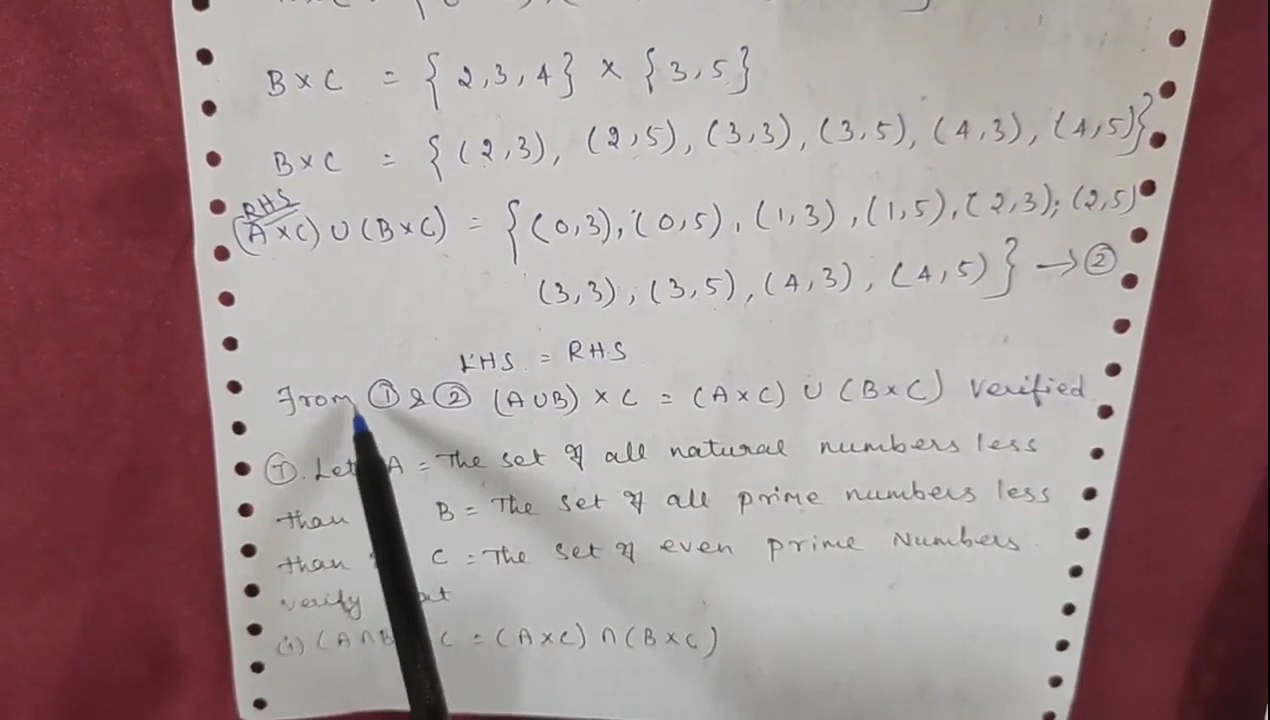 B × C = { 2, 3, 4 } × { 3, 5 }
B × C = { (2, 3), (2, 5), (3, 3), (3, 5), (4, 3), (4, 5) }
RHS
(A × C) ∪ (B × C) = { (0, 3), (0, 5), (1, 3), (1, 5), (2, 3), (2, 5)
(3, 3), (3, 5), (4, 3), (4, 5) } → ②
LHS = RHS
From ① & ② (A ∪ B) × C = (A × C) ∪ (B × C) Verified
Let A = The set of all natural numbers less
than B = The set of all prime numbers less
than C = The set of even prime Numbers
verify
(i) (A ∩ B C = (A × C) ∩ (B × C)